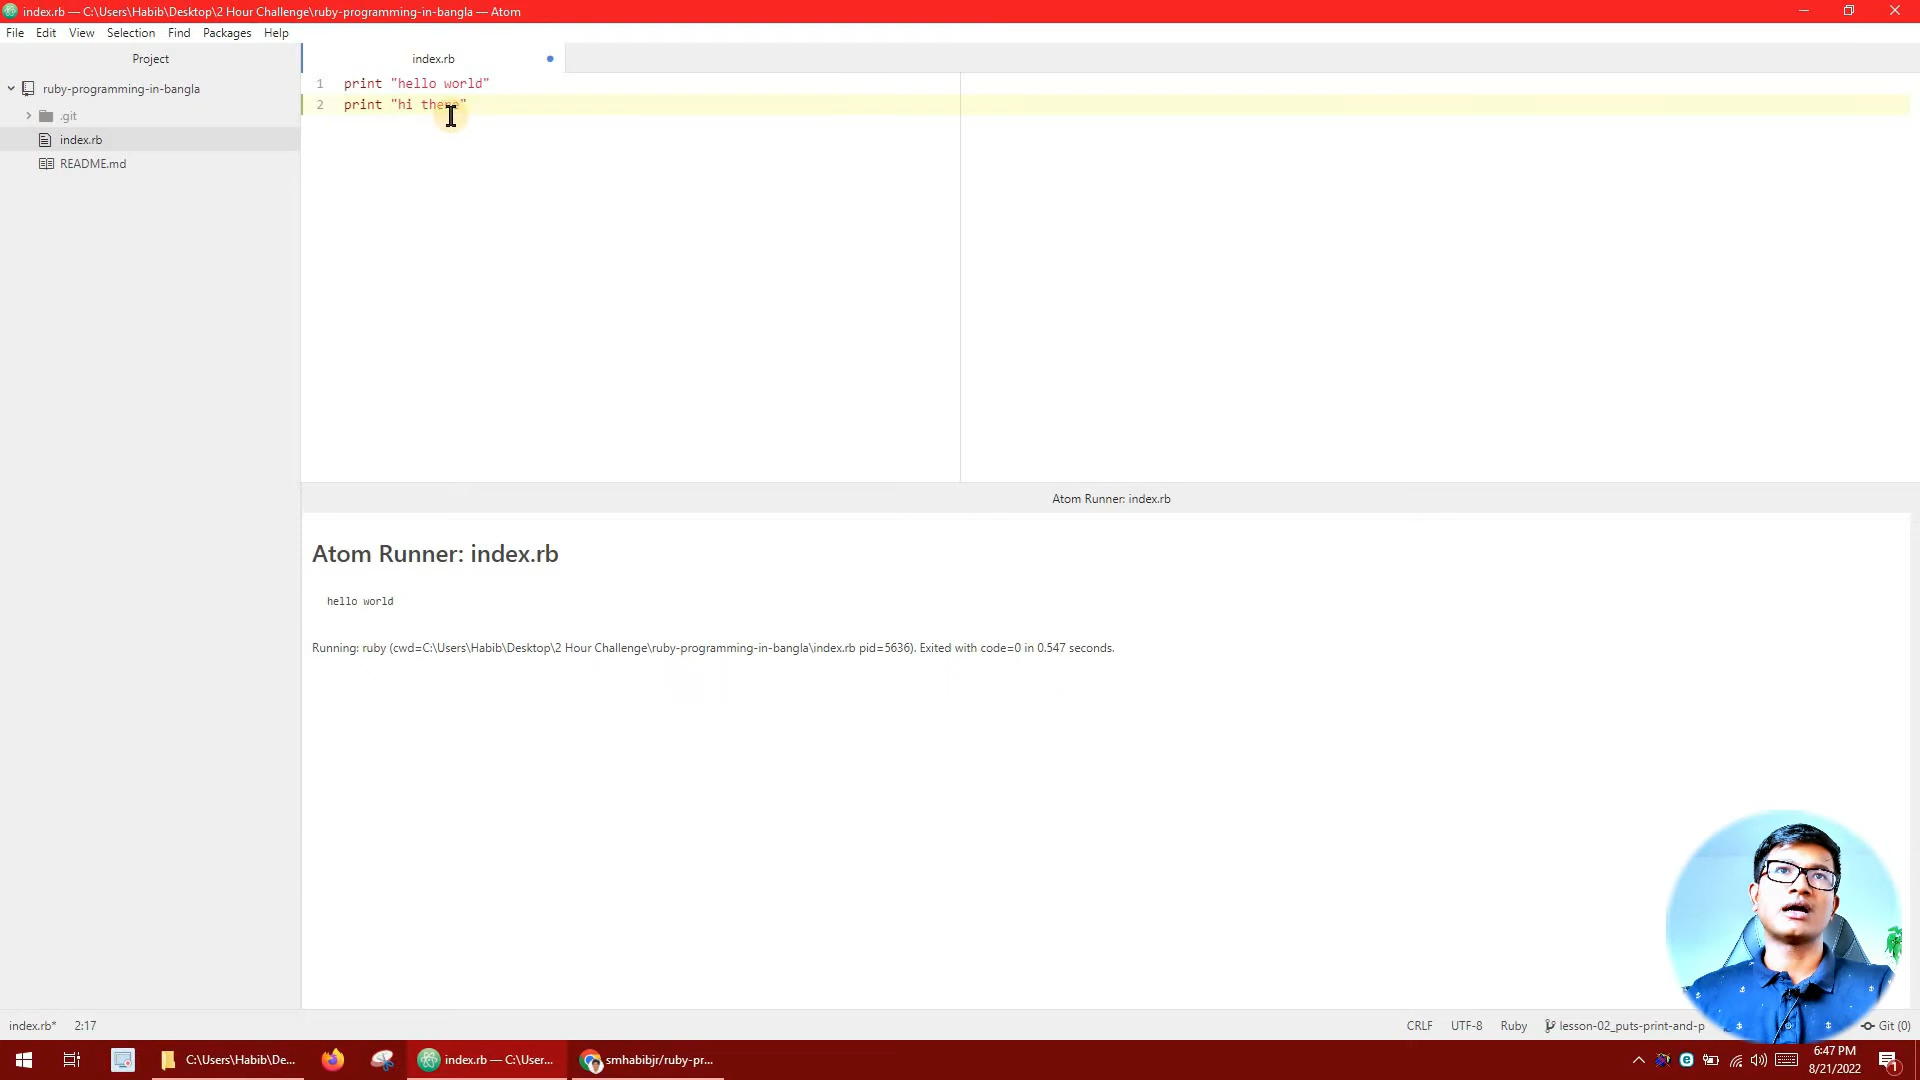 index.rb — C:\Users\Habib\Desktop\2 Hour Challenge\ruby-programming-in-bangla — Atom
File Edit View Selection Find Packages Help
Project
index.rb
ruby-programming-in-bangla
.git
index.rb
README.md
1 print "hello world"
2 print "hi there"
Atom Runner: index.rb
Atom Runner: index.rb
hello world
Running: ruby (cwd=C:\Users\Habib\Desktop\2 Hour Challenge\ruby-programming-in-bangla\index.rb pid=5636). Exited with code=0 in 0.547 seconds.
index.rb* 2:17 CRLF UTF-8 Ruby lesson-02_puts-print-and-p Git (0)
C:\Users\Habib\De... index.rb — C:\User... smhabibjr/ruby-pr...
6:47 PM
8/21/2022
1